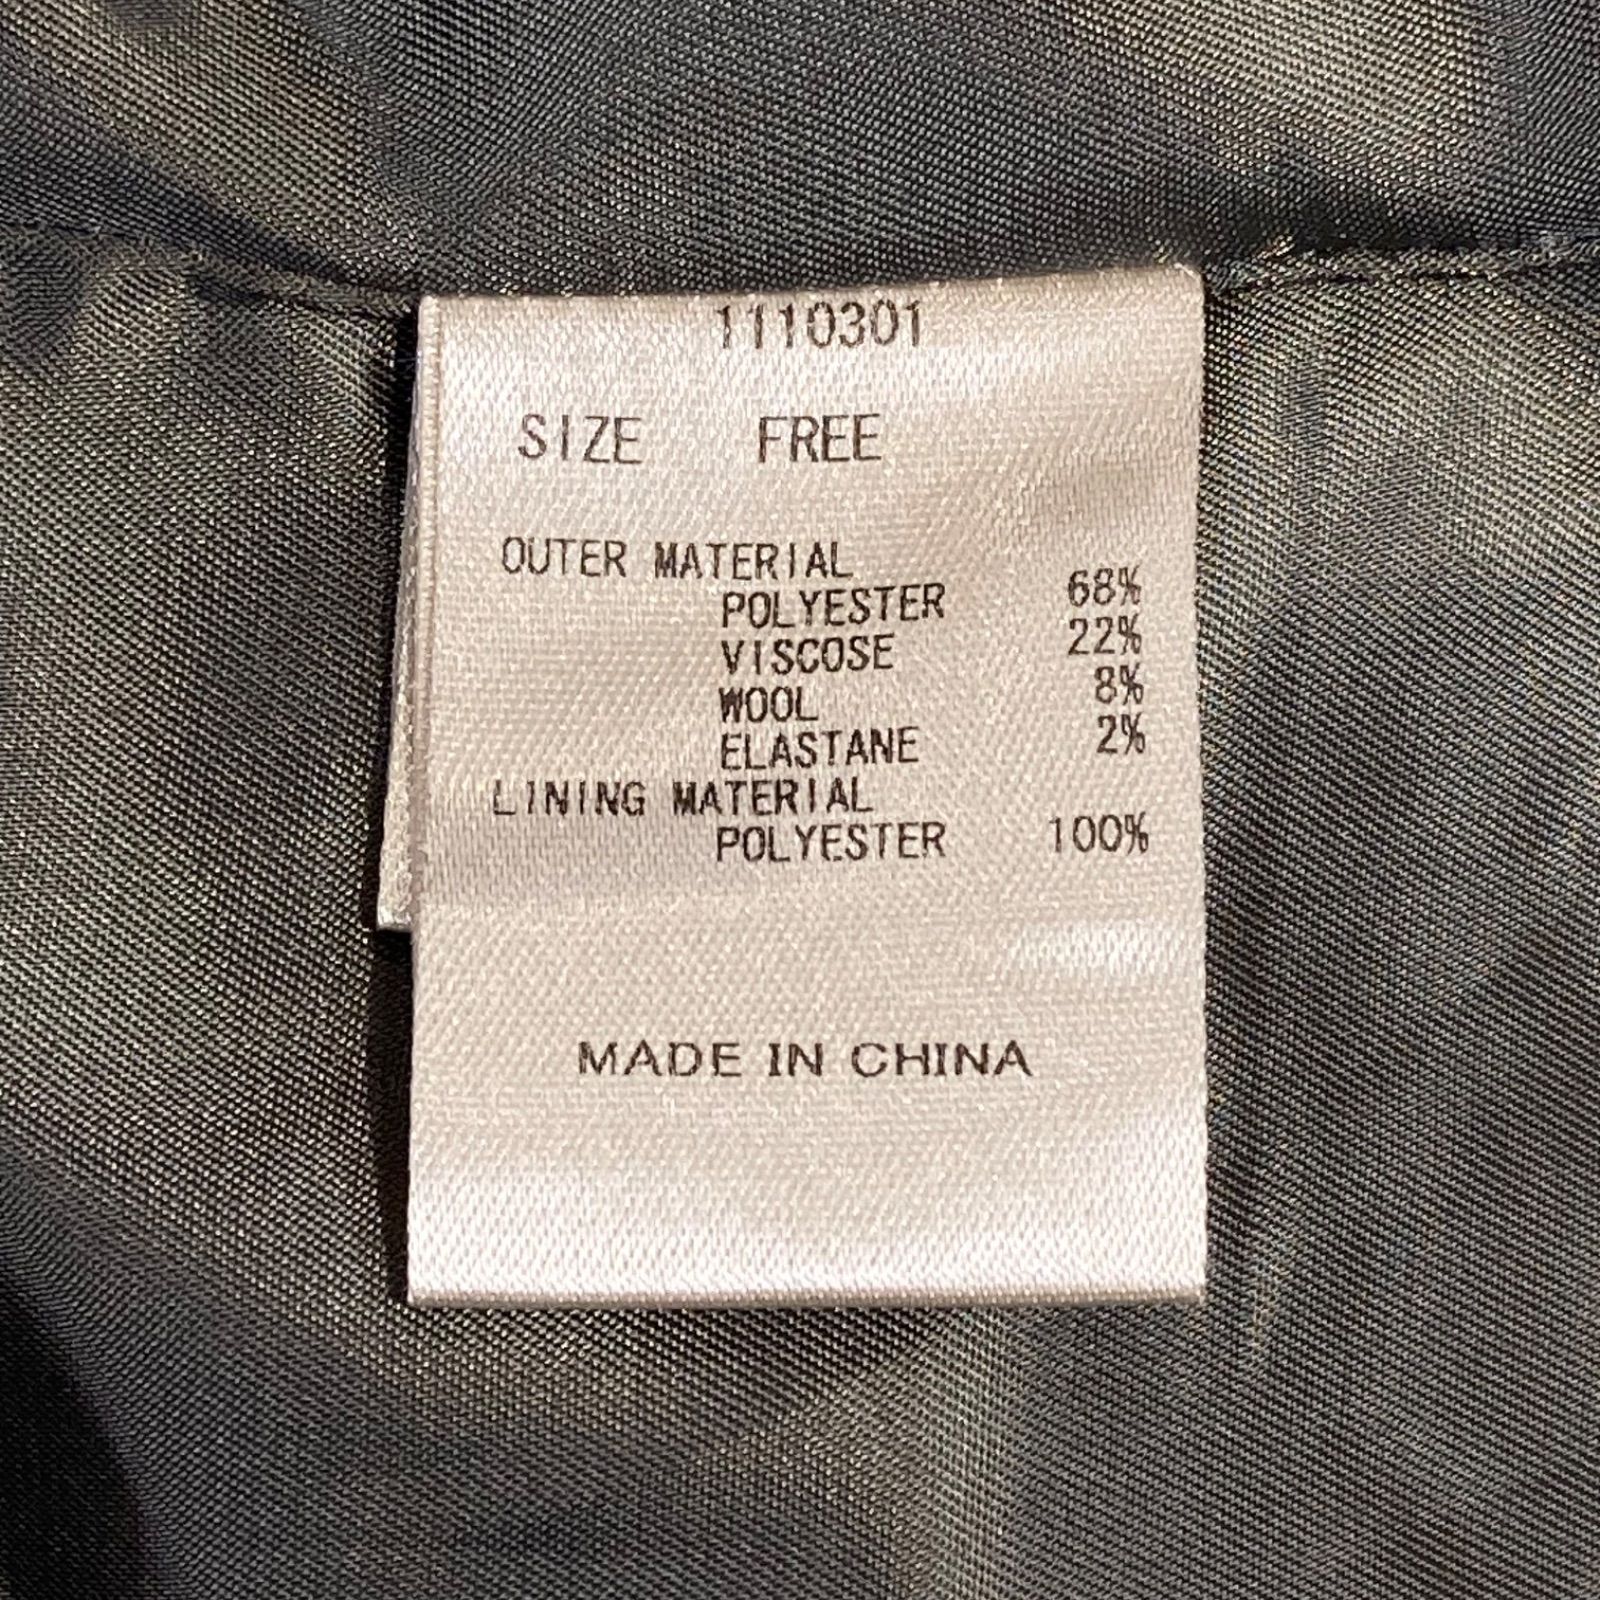 1110301
SIZE FREE
OUTER MATERIAL
POLYESTER 68%
VISCOSE 22%
WOOL 8%
ELASTANE 2%
LINING MATERIAL
POLYESTER 100%
MADE IN CHINA